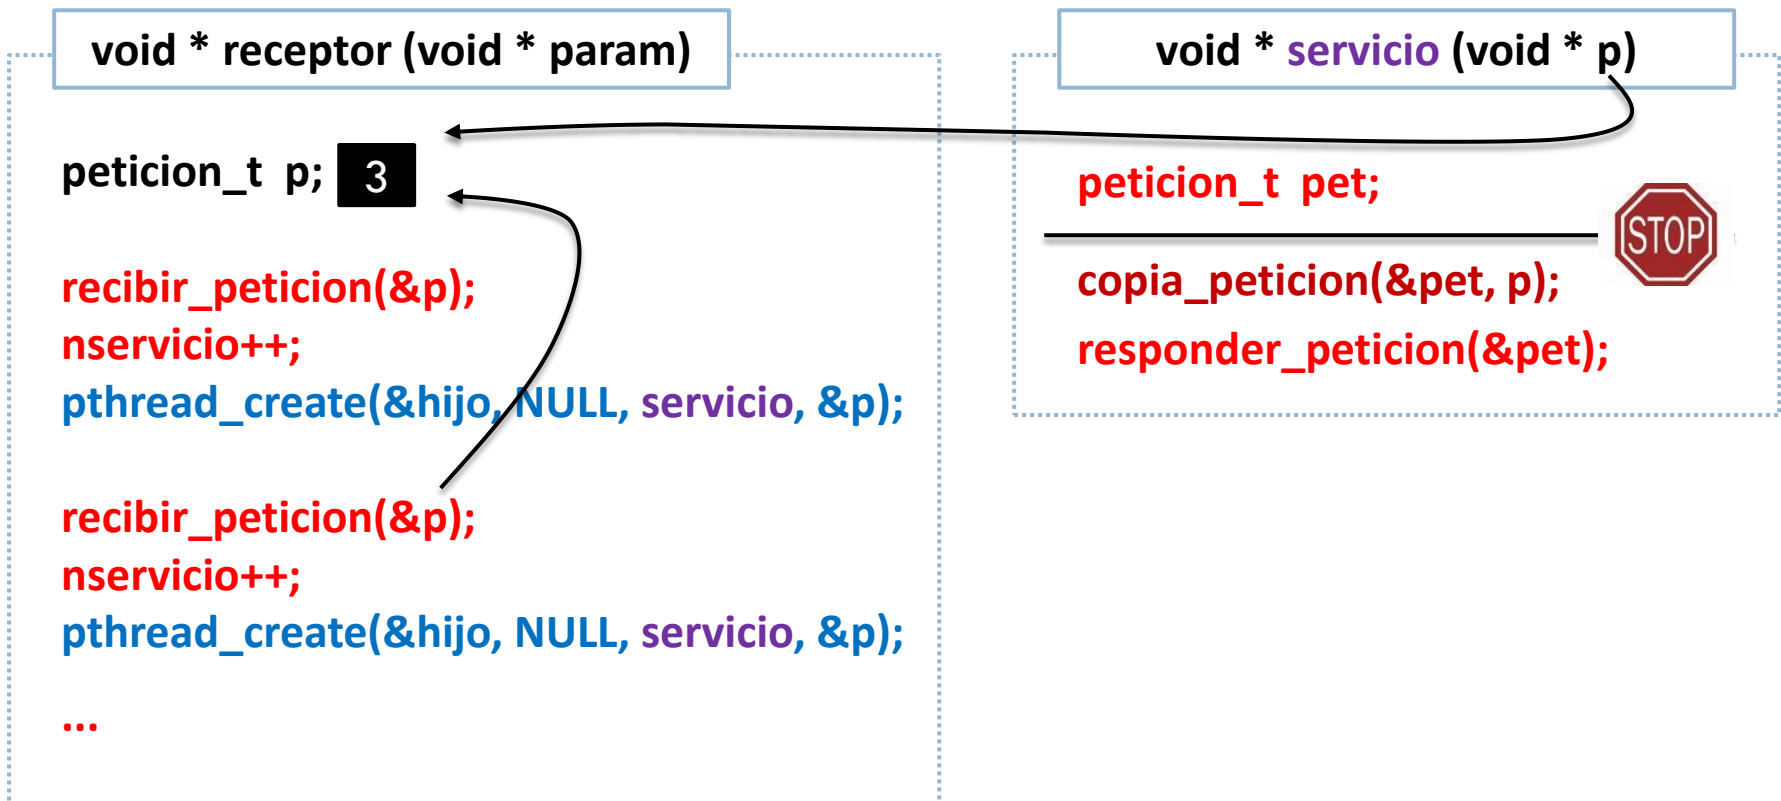 void * receptor (void * param)
peticion_t p; 3
recibir_peticion(&p);
nservicio++;
pthread_create(&hijo, NULL, servicio, &p);
recibir_peticion(&p);
nservicio++;
pthread_create(&hijo, NULL, servicio, &p);
...
void * servicio (void * p)
peticion_t pet;
STOP
copia_peticion(&pet, p);
responder_peticion(&pet);